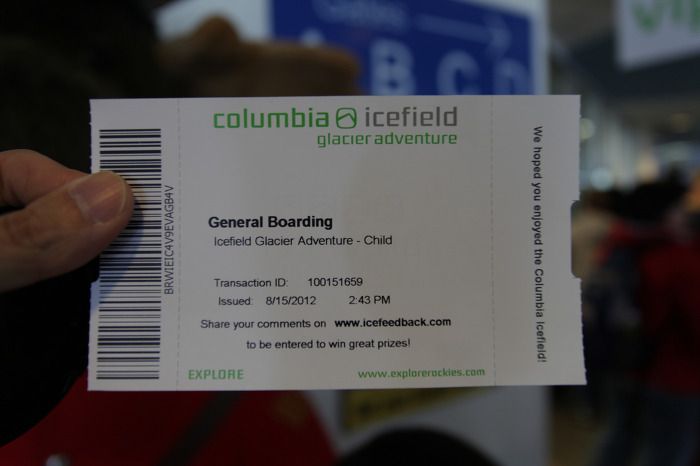 Gates
A B C D
VIP
columbia icefield
glacier adventure
BRWIEIC4V9EVAGB4V
General Boarding
Icefield Glacier Adventure - Child
Transaction ID: 100151659
Issued: 8/15/2012 2:43 PM
Share your comments on www.icefeedback.com
to be entered to win great prizes!
EXPLORE www.explorerockies.com
We hoped you enjoyed the Columbia Icefield!